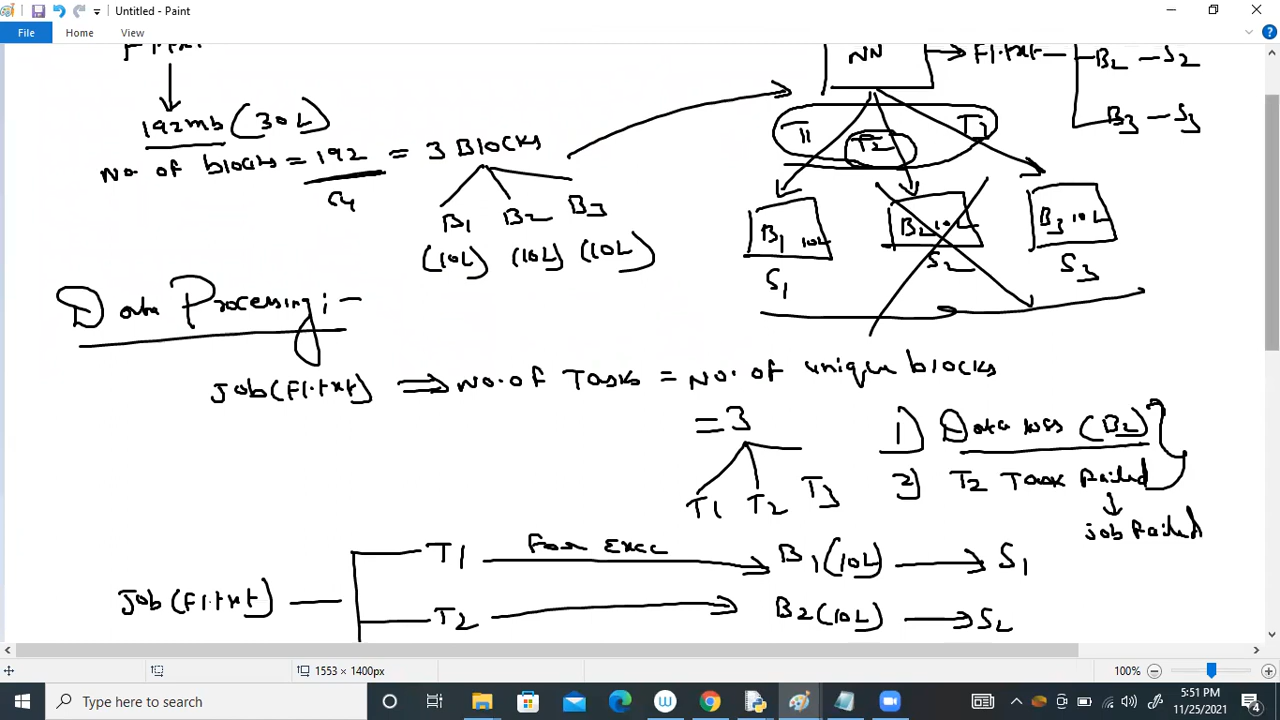 Untitled - Paint
File Home View
F1.txt
192mb (30L)
No. of blocks = 192 = 3 Blocks
64
B1 B2 B3
(10L) (10L) (10L)
NN → F1.txt — B2 — S2
B3 — S3
T1 T2 T3
B1 10L B2 10L B3 10L
S1 S2 S3
Data Processing :-
Job(F1.txt) ⇒ No. of Tasks = No. of unique blocks
= 3
T1 T2 T3
1) Data loss (B2)
2) T2 Task Failed
↓
job Failed
Job (F1.txt) — T1 For Exec → B1 (10L) → S1
T2 → B2 (10L) → S2
1553 × 1400px
100%
Type here to search
5:51 PM
11/25/2021
4